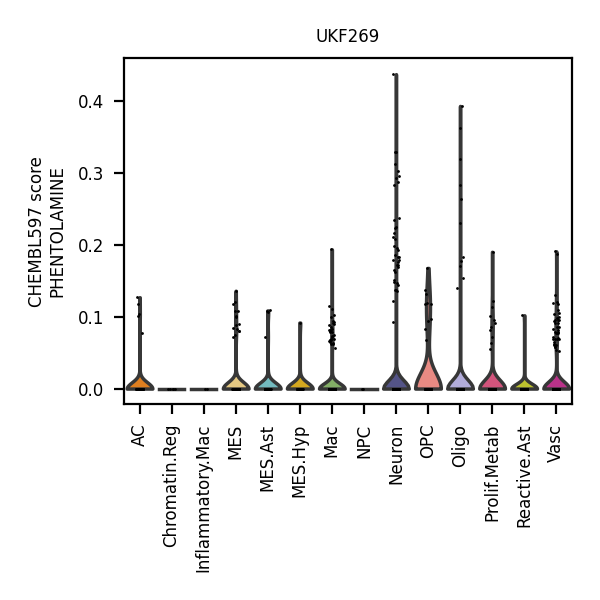 UKF269
CHEMBL597 score
PHENTOLAMINE
0.4
0.3
0.2
0.1
0.0
AC
Chromatin.Reg
Inflammatory.Mac
MES
MES.Ast
MES.Hyp
Mac
NPC
Neuron
OPC
Oligo
Prolif.Metab
Reactive.Ast
Vasc